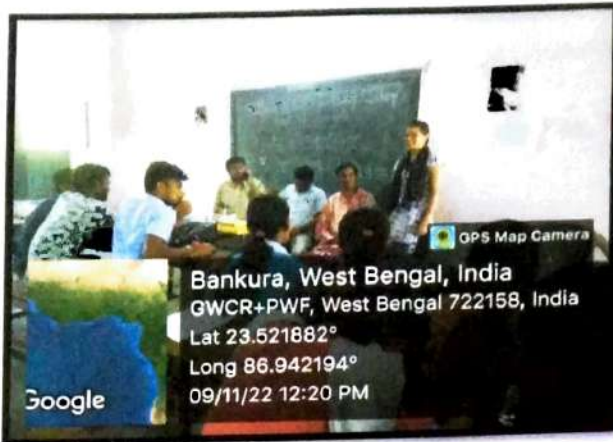 GPS Map Camera
Bankura, West Bengal, India
GWCR+PWF, West Bengal 722158, India
Lat 23.521882°
Long 86.942194°
09/11/22 12:20 PM
Google